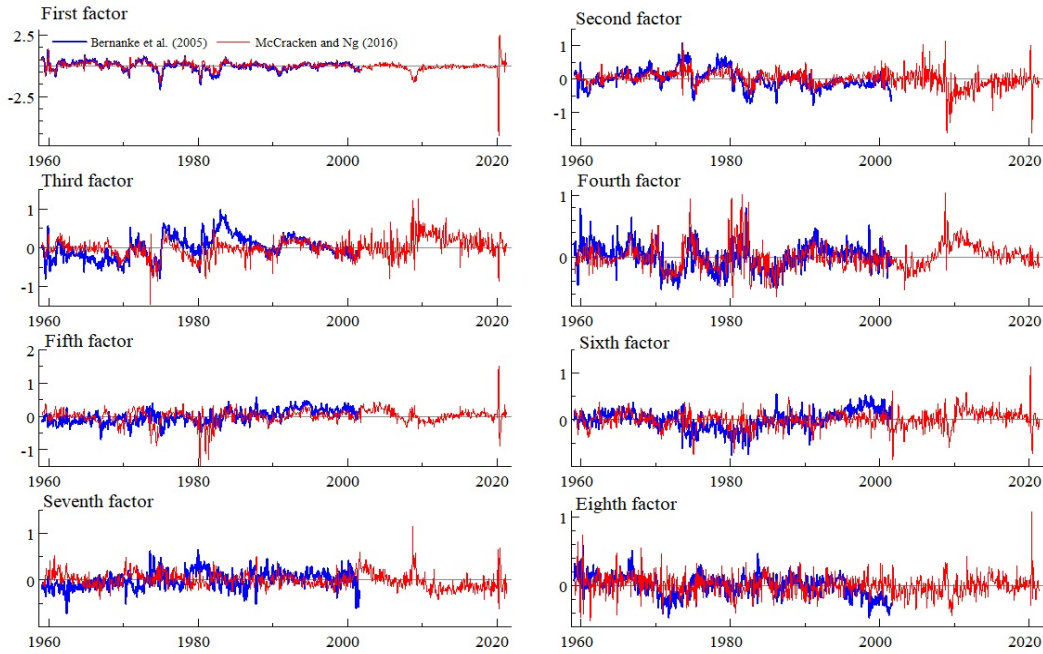 First factor
Bernanke et al. (2005) McCracken and Ng (2016)
2.5
-2.5
1960 1980 2000 2020
Second factor
1
0
-1
1960 1980 2000 2020
Third factor
1
0
-1
1960 1980 2000 2020
Fourth factor
1
0
1960 1980 2000 2020
Fifth factor
2
1
0
-1
1960 1980 2000 2020
Sixth factor
1
0
1960 1980 2000 2020
Seventh factor
1
0
1960 1980 2000 2020
Eighth factor
1
0
1960 1980 2000 2020